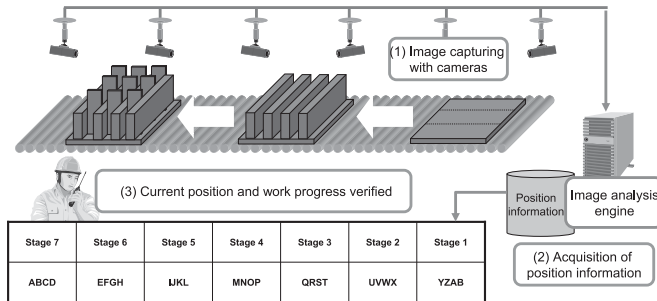 (1) Image capturing
with cameras
(3) Current position and work progress verified
Position
information
Image analysis
engine
(2) Acquisition of
position information
Stage 7 Stage 6 Stage 5 Stage 4 Stage 3 Stage 2 Stage 1
ABCD EFGH IJKL MNOP QRST UVWX YZAB